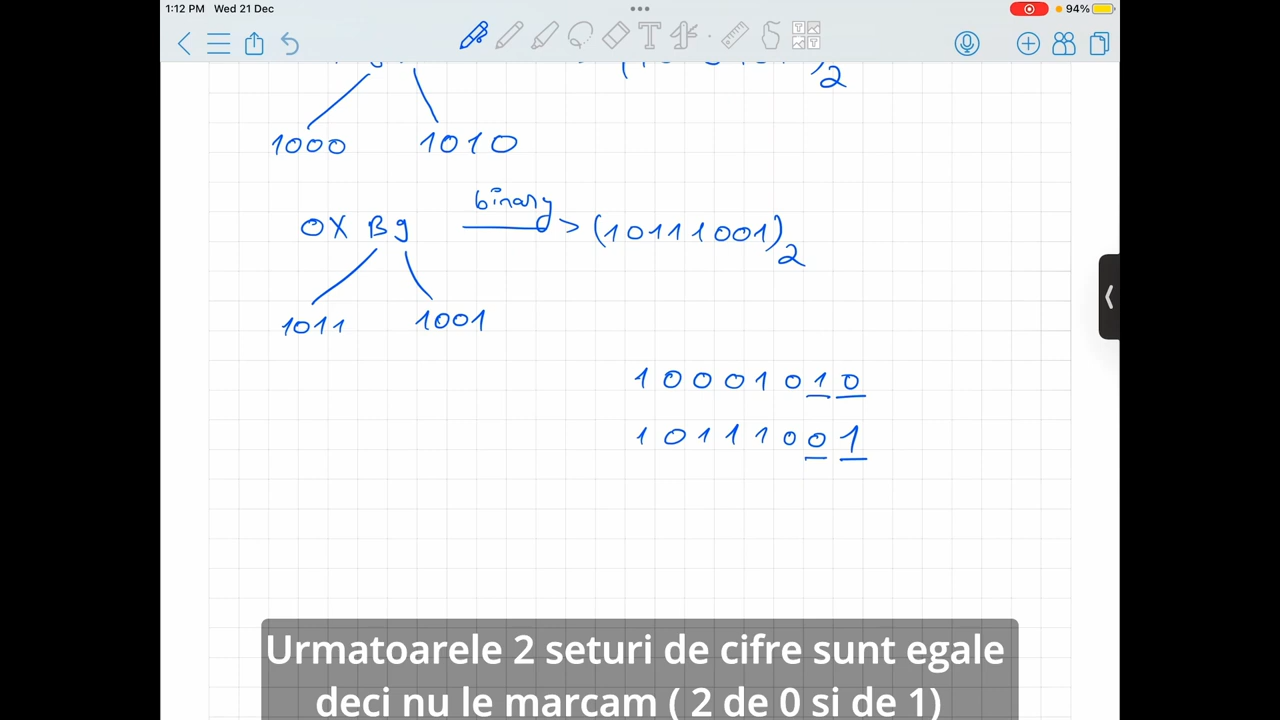 1:12 PM Wed 21 Dec
94%
)2
1000 1010
0X B9 binary > (10111001)2
1011 1001
10001010
10111001
Urmatoarele 2 seturi de cifre sunt egale
deci nu le marcam ( 2 de 0 si de 1)